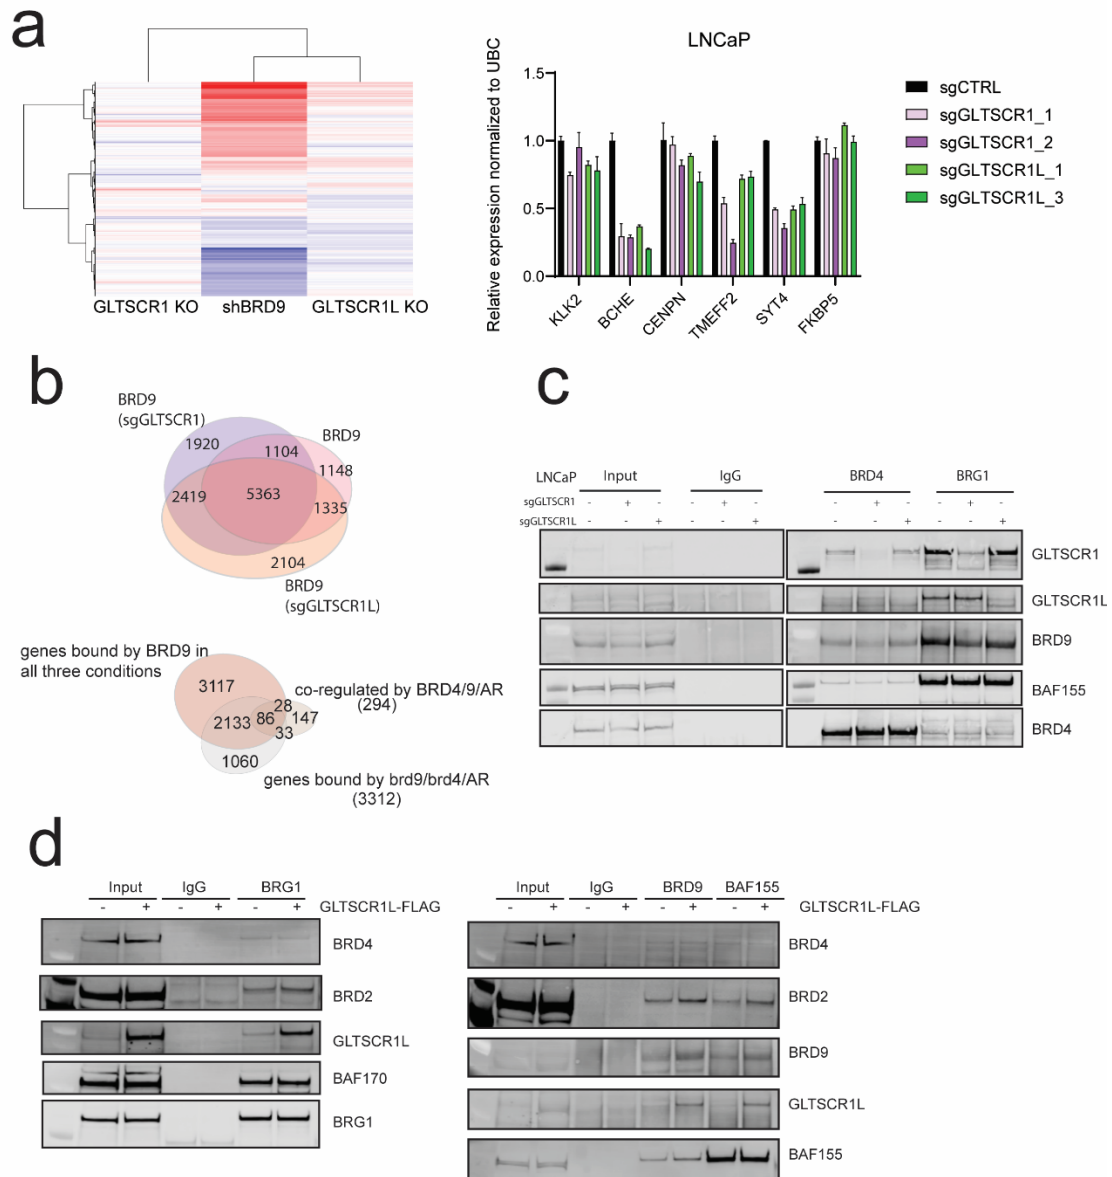 a
GLTSCR1 KO
shBRD9
GLTSCR1L KO
LNCaP
Relative expression normalized to UBC
1.5
1.0
0.5
0.0
KLK2
BCHE
CENPN
TMEFF2
SYT4
FKBP5
sgCTRL
sgGLTSCR1_1
sgGLTSCR1_2
sgGLTSCR1L_1
sgGLTSCR1L_3
b
BRD9
(sgGLTSCR1)
BRD9
1920
1104
1148
2419
5363
1335
2104
BRD9
(sgGLTSCR1L)
genes bound by BRD9 in
all three conditions
3117
co-regulated by BRD4/9/AR
(294)
28
2133
86
147
33
1060
genes bound by brd9/brd4/AR
(3312)
c
LNCaP
Input
IgG
BRD4
BRG1
sgGLTSCR1
- + - - + - - + - - + -
sgGLTSCR1L
- - + - - + - - + - - +
GLTSCR1
GLTSCR1L
BRD9
BAF155
BRD4
d
Input
IgG
BRG1
- + - + - +
GLTSCR1L-FLAG
BRD4
BRD2
GLTSCR1L
BAF170
BRG1
Input
IgG
BRD9
BAF155
- + - + - + - +
GLTSCR1L-FLAG
BRD4
BRD2
BRD9
GLTSCR1L
BAF155